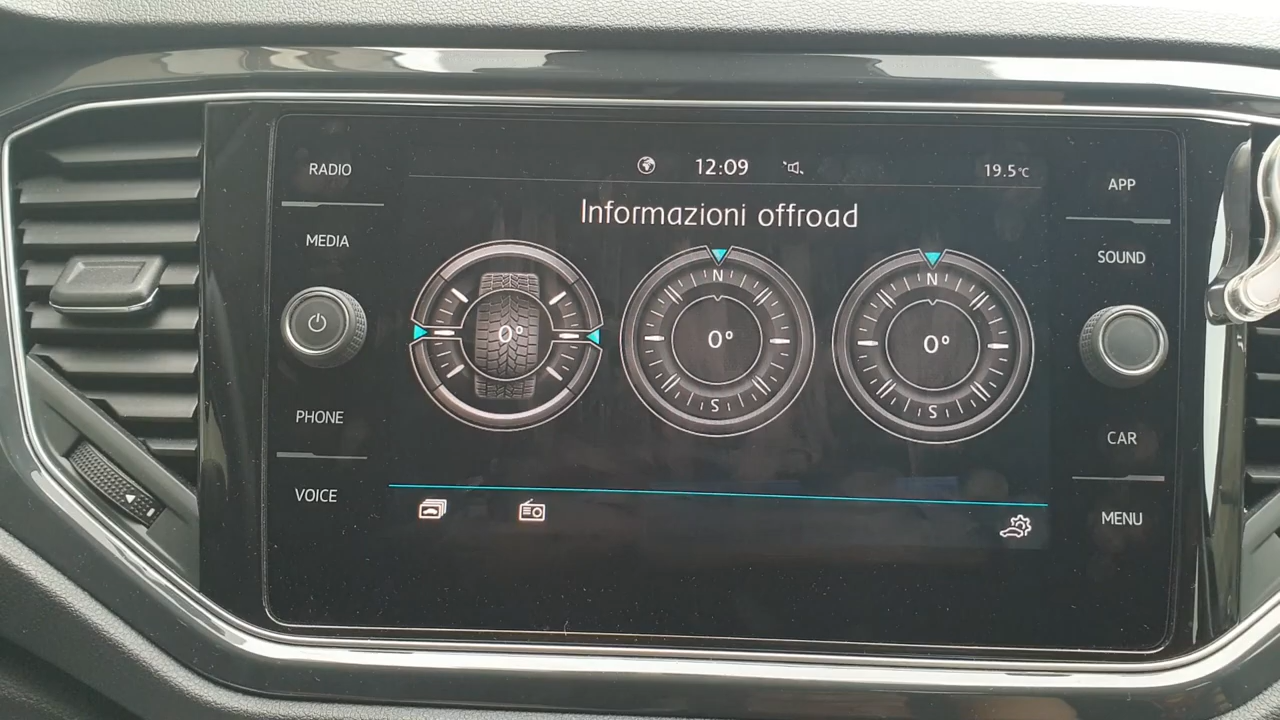 12:09
19.5°C
Informazioni offroad
RADIO
MEDIA
PHONE
VOICE
0°
N
0°
S
N
0°
S
APP
SOUND
CAR
MENU